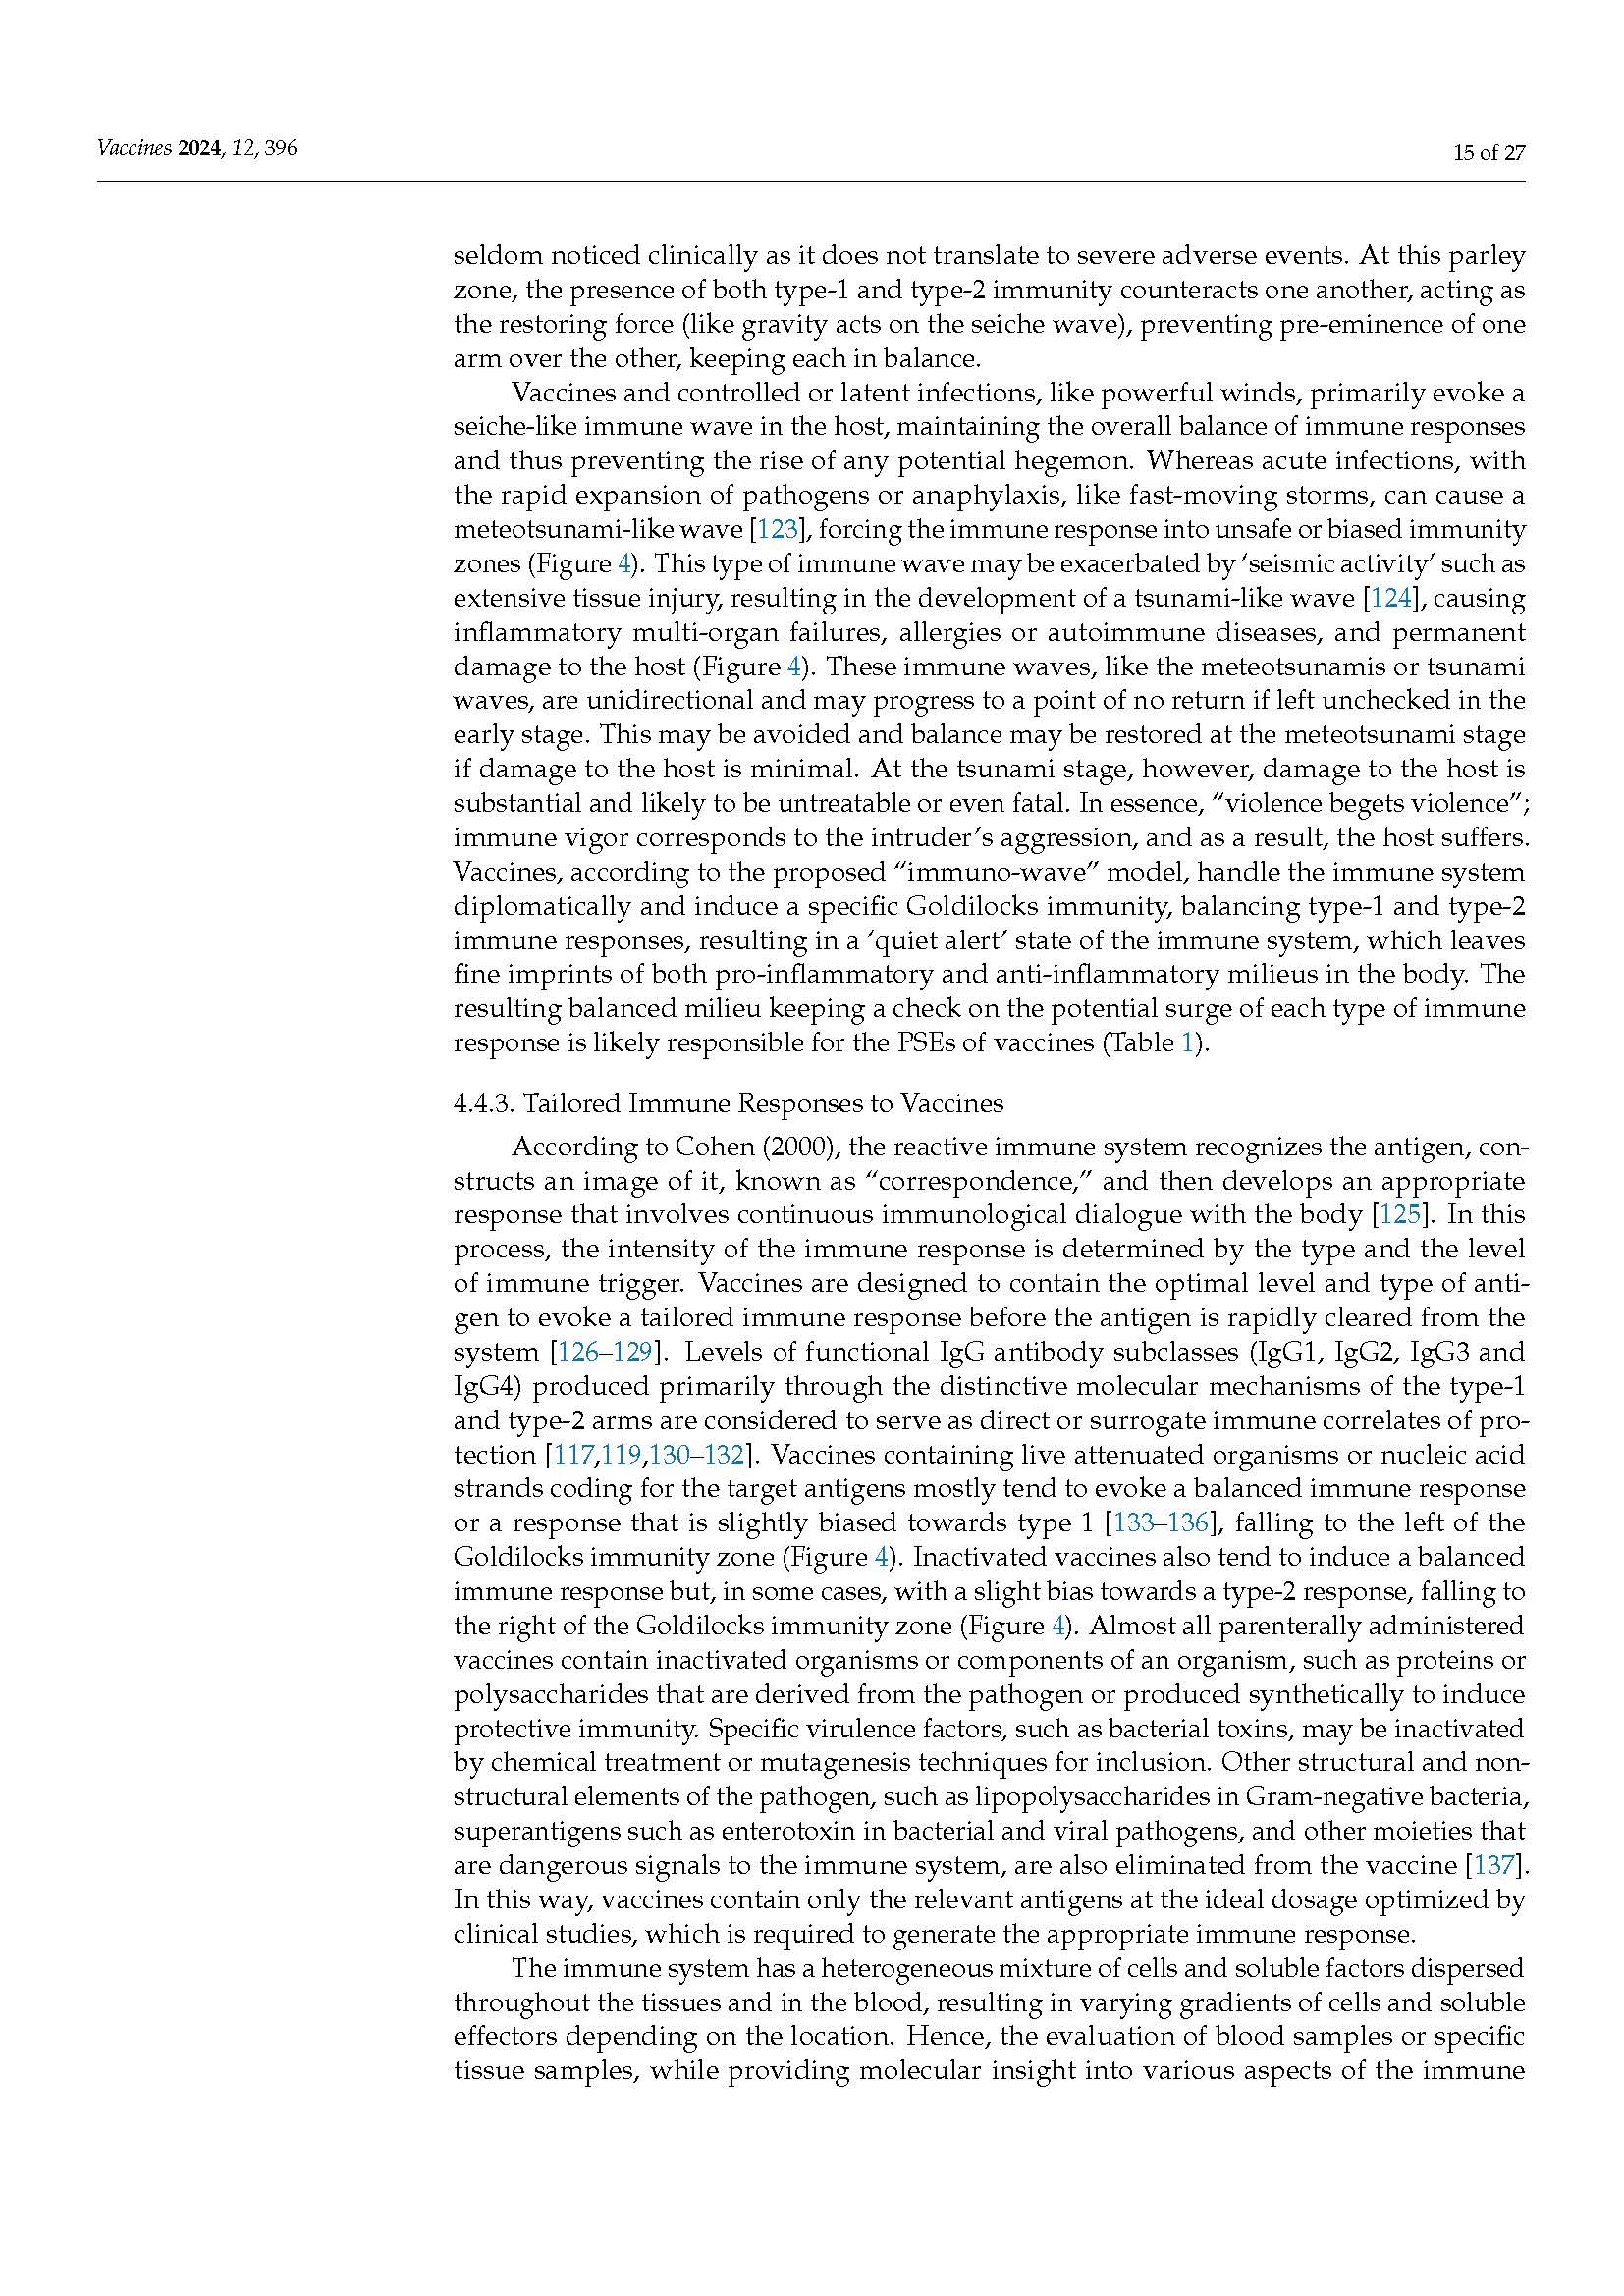 Vaccines 2024, 12, 396
15 of 27
seldom noticed clinically as it does not translate to severe adverse events. At this parley
zone, the presence of both type-1 and type-2 immunity counteracts one another, acting as
the restoring force (like gravity acts on the seiche wave), preventing pre-eminence of one
arm over the other, keeping each in balance.
Vaccines and controlled or latent infections, like powerful winds, primarily evoke a
seiche-like immune wave in the host, maintaining the overall balance of immune responses
and thus preventing the rise of any potential hegemon. Whereas acute infections, with
the rapid expansion of pathogens or anaphylaxis, like fast-moving storms, can cause a
meteotsunami-like wave [123], forcing the immune response into unsafe or biased immunity
zones (Figure 4). This type of immune wave may be exacerbated by ‘seismic activity’ such as
extensive tissue injury, resulting in the development of a tsunami-like wave [124], causing
inflammatory multi-organ failures, allergies or autoimmune diseases, and permanent
damage to the host (Figure 4). These immune waves, like the meteotsunamis or tsunami
waves, are unidirectional and may progress to a point of no return if left unchecked in the
early stage. This may be avoided and balance may be restored at the meteotsunami stage
if damage to the host is minimal. At the tsunami stage, however, damage to the host is
substantial and likely to be untreatable or even fatal. In essence, “violence begets violence”;
immune vigor corresponds to the intruder’s aggression, and as a result, the host suffers.
Vaccines, according to the proposed “immuno-wave” model, handle the immune system
diplomatically and induce a specific Goldilocks immunity, balancing type-1 and type-2
immune responses, resulting in a ‘quiet alert’ state of the immune system, which leaves
fine imprints of both pro-inflammatory and anti-inflammatory milieus in the body. The
resulting balanced milieu keeping a check on the potential surge of each type of immune
response is likely responsible for the PSEs of vaccines (Table 1).
4.4.3. Tailored Immune Responses to Vaccines
According to Cohen (2000), the reactive immune system recognizes the antigen, con-
structs an image of it, known as “correspondence,” and then develops an appropriate
response that involves continuous immunological dialogue with the body [125]. In this
process, the intensity of the immune response is determined by the type and the level
of immune trigger. Vaccines are designed to contain the optimal level and type of anti-
gen to evoke a tailored immune response before the antigen is rapidly cleared from the
system [126–129]. Levels of functional IgG antibody subclasses (IgG1, IgG2, IgG3 and
IgG4) produced primarily through the distinctive molecular mechanisms of the type-1
and type-2 arms are considered to serve as direct or surrogate immune correlates of pro-
tection [117,119,130–132]. Vaccines containing live attenuated organisms or nucleic acid
strands coding for the target antigens mostly tend to evoke a balanced immune response
or a response that is slightly biased towards type 1 [133–136], falling to the left of the
Goldilocks immunity zone (Figure 4). Inactivated vaccines also tend to induce a balanced
immune response but, in some cases, with a slight bias towards a type-2 response, falling to
the right of the Goldilocks immunity zone (Figure 4). Almost all parenterally administered
vaccines contain inactivated organisms or components of an organism, such as proteins or
polysaccharides that are derived from the pathogen or produced synthetically to induce
protective immunity. Specific virulence factors, such as bacterial toxins, may be inactivated
by chemical treatment or mutagenesis techniques for inclusion. Other structural and non-
structural elements of the pathogen, such as lipopolysaccharides in Gram-negative bacteria,
superantigens such as enterotoxin in bacterial and viral pathogens, and other moieties that
are dangerous signals to the immune system, are also eliminated from the vaccine [137].
In this way, vaccines contain only the relevant antigens at the ideal dosage optimized by
clinical studies, which is required to generate the appropriate immune response.
The immune system has a heterogeneous mixture of cells and soluble factors dispersed
throughout the tissues and in the blood, resulting in varying gradients of cells and soluble
effectors depending on the location. Hence, the evaluation of blood samples or specific
tissue samples, while providing molecular insight into various aspects of the immune